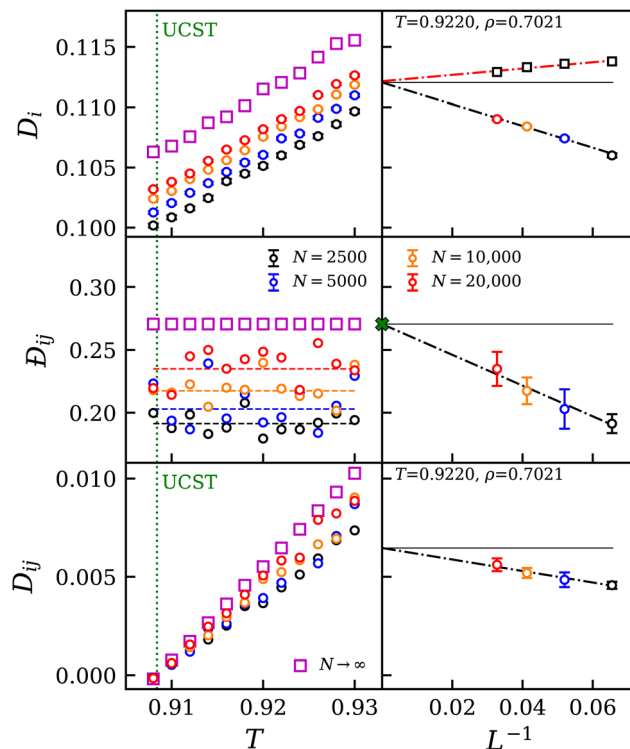 UCST
T=0.9220, ρ=0.7021
0.115
0.110
0.105
0.100
D_i
N=2500
N=5000
N=10,000
N=20,000
0.30
0.25
0.20
Đ_ij
UCST
T=0.9220, ρ=0.7021
0.010
0.005
0.000
D_ij
N→∞
0.91 0.92 0.93
0.02 0.04 0.06
T
L⁻¹